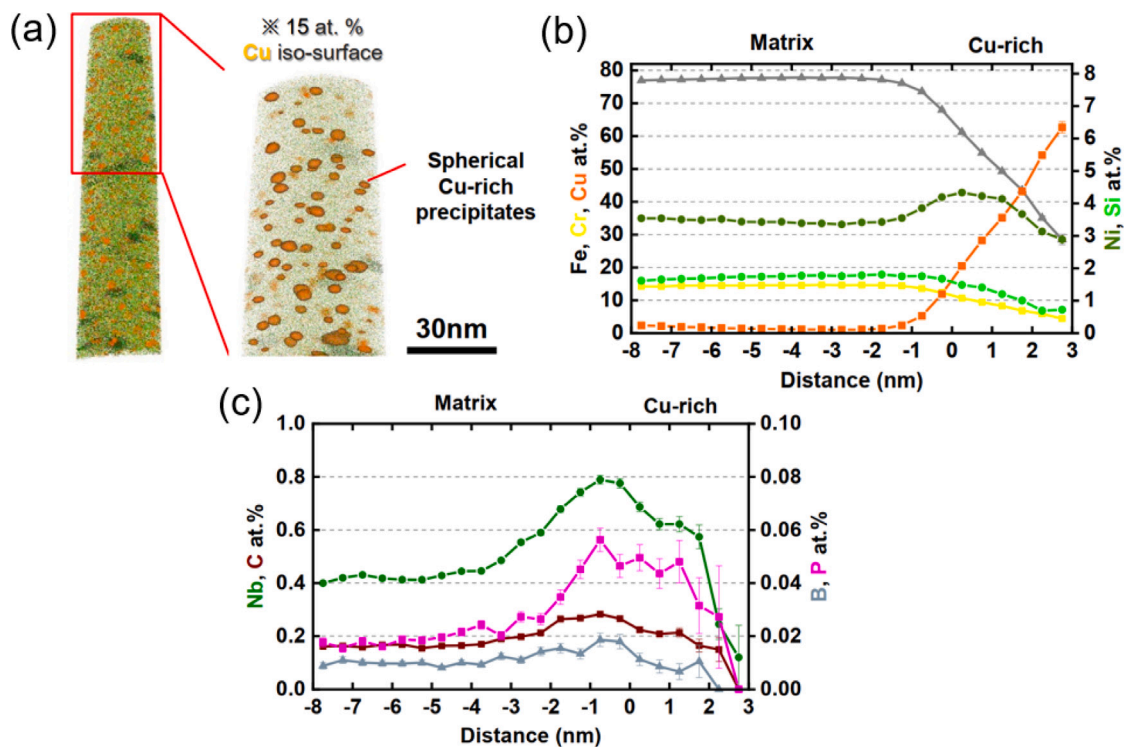 (a)
※ 15 at. %
Cu iso-surface
Spherical
Cu-rich
precipitates
30nm
(b)
Matrix Cu-rich
80
70
60
50
40
30
20
10
0
Fe, Cr, Cu at.%
8
7
6
5
4
3
2
1
0
Ni, Si at.%
-8 -7 -6 -5 -4 -3 -2 -1 0 1 2 3
Distance (nm)
(c)
Matrix Cu-rich
1.0
0.8
0.6
0.4
0.2
0.0
Nb, C at.%
0.10
0.08
0.06
0.04
0.02
0.00
B, P at.%
-8 -7 -6 -5 -4 -3 -2 -1 0 1 2 3
Distance (nm)